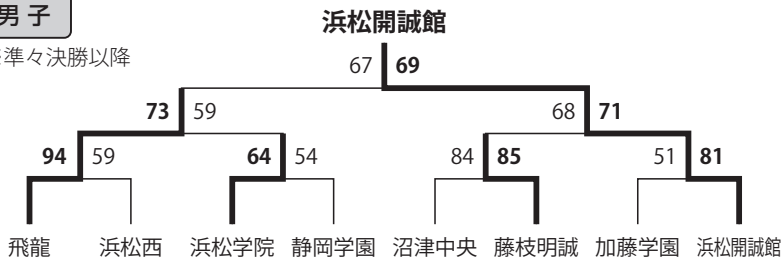 男子
浜松開誠館
準々決勝以降
67 69
73 59 68 71
94 59 64 54 84 85 51 81
飛龍 浜松西 浜松学院 静岡学園 沼津中央 藤枝明誠 加藤学園 浜松開誠館